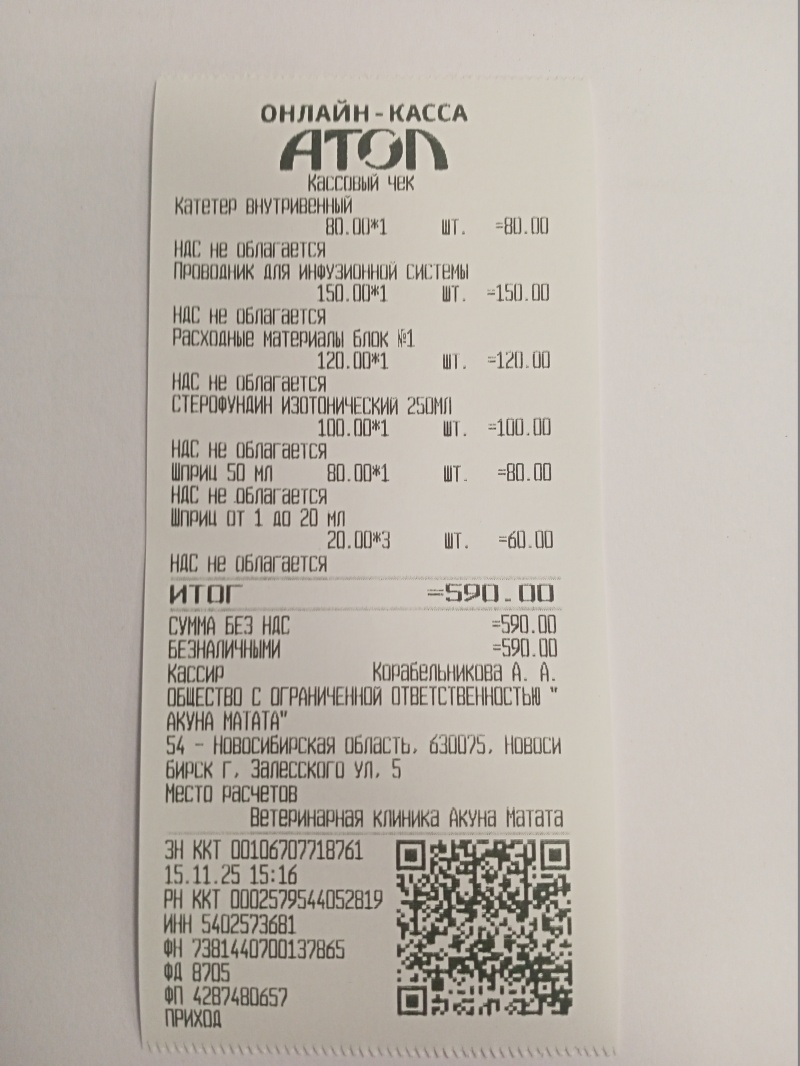 ОНЛАЙН-КАССА
АТОЛ
Кассовый чек
Катетер внутривенный
80.00*1 шт. =80.00
НДС не облагается
Проводник для инфузионной системы
150.00*1 шт. =150.00
НДС не облагается
Расходные материалы блок №1
120.00*1 шт. =120.00
НДС не облагается
СТЕРОФУНДИН ИЗОТОНИЧЕСКИЙ 250МЛ
100.00*1 шт. =100.00
НДС не облагается
Шприц 50 мл 80.00*1 шт. =80.00
НДС не облагается
Шприц от 1 до 20 мл
20.00*3 шт. =60.00
НДС не облагается
ИТОГ =590.00
СУММА БЕЗ НДС =590.00
БЕЗНАЛИЧНЫМИ =590.00
Кассир Корабельникова А. А.
ОБЩЕСТВО С ОГРАНИЧЕННОЙ ОТВЕТСТВЕННОСТЬЮ "
АКУНА МАТАТА"
54 - Новосибирская область, 630075, Новоси
бирск г, Залесского ул, 5
Место расчетов
Ветеринарная клиника Акуна Матата
ЗН ККТ 00106707718761
15.11.25 15:16
РН ККТ 0002579544052819
ИНН 5402573681
ФН 7381440700137865
ФД 8705
ФП 4287480657
ПРИХОД